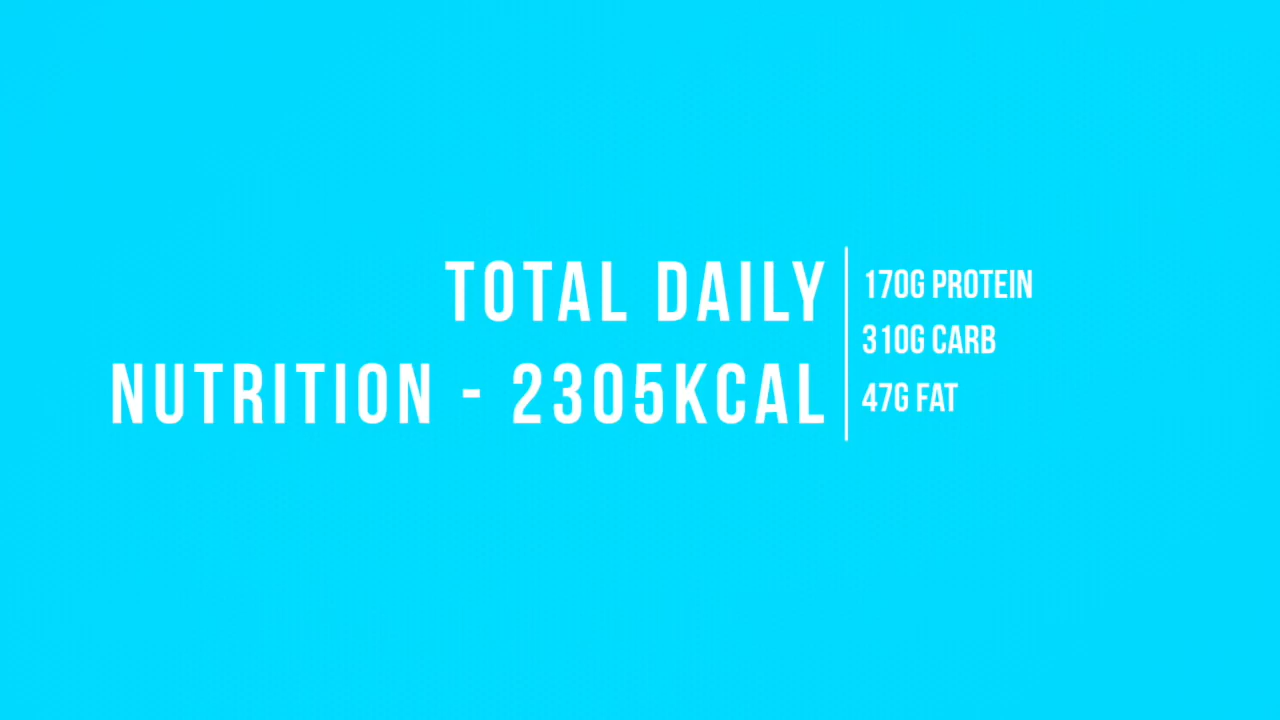 TOTAL DAILY
NUTRITION - 2305KCAL
170G PROTEIN
310G CARB
47G FAT